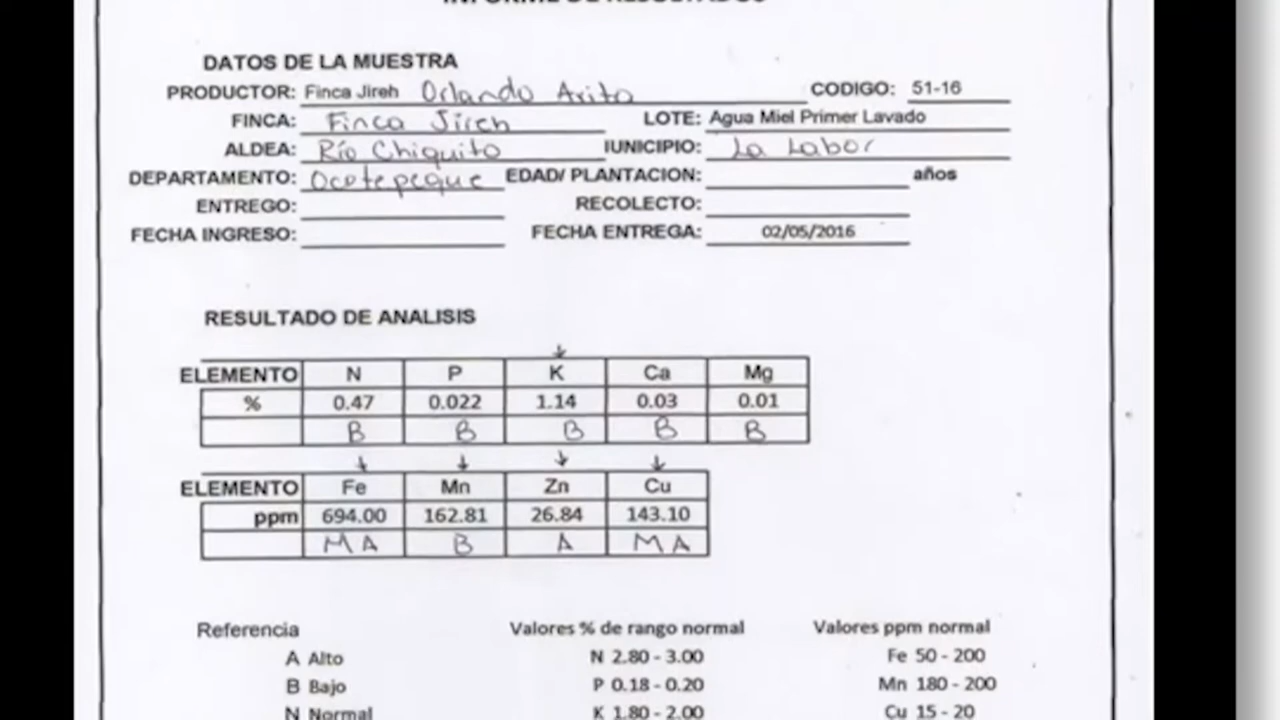 INFORME DE RESULTADOS
DATOS DE LA MUESTRA
PRODUCTOR: Finca Jireh Orlando Arita CODIGO: 51-16
FINCA: Finca Jireh LOTE: Agua Miel Primer Lavado
ALDEA: Río Chiquito IUNICIPIO: La Labor
DEPARTAMENTO: Ocotepeque EDAD/ PLANTACION: años
ENTREGO: RECOLECTO:
FECHA INGRESO: FECHA ENTREGA: 02/05/2016
RESULTADO DE ANALISIS
ELEMENTO N P K Ca Mg
% 0.47 0.022 1.14 0.03 0.01
B B B B B
ELEMENTO Fe Mn Zn Cu
ppm 694.00 162.81 26.84 143.10
MA B A MA
Referencia Valores % de rango normal Valores ppm normal
A Alto N 2.80 - 3.00 Fe 50 - 200
B Bajo P 0.18 - 0.20 Mn 180 - 200
N Normal K 1.80 - 2.00 Cu 15 - 20